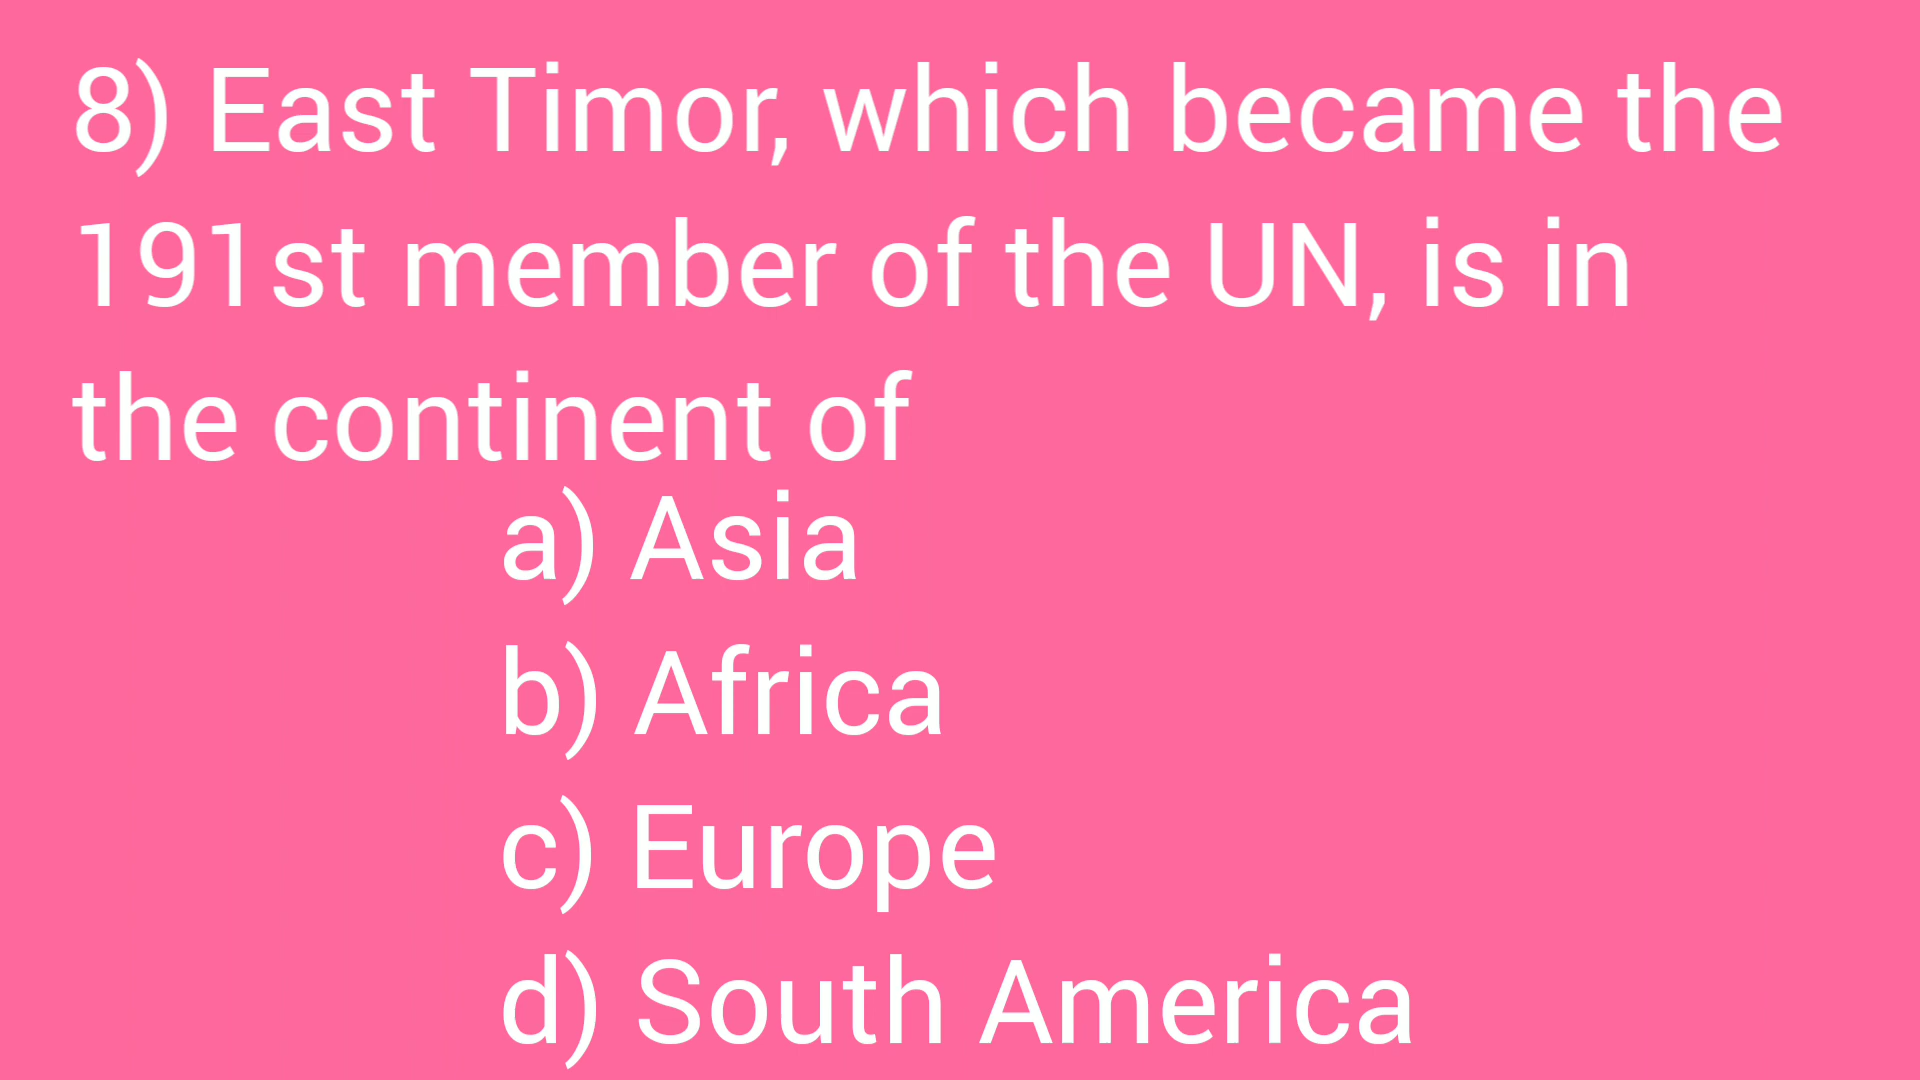 8) East Timor, which became the
191st member of the UN, is in
the continent of
a) Asia
b) Africa
c) Europe
d) South America